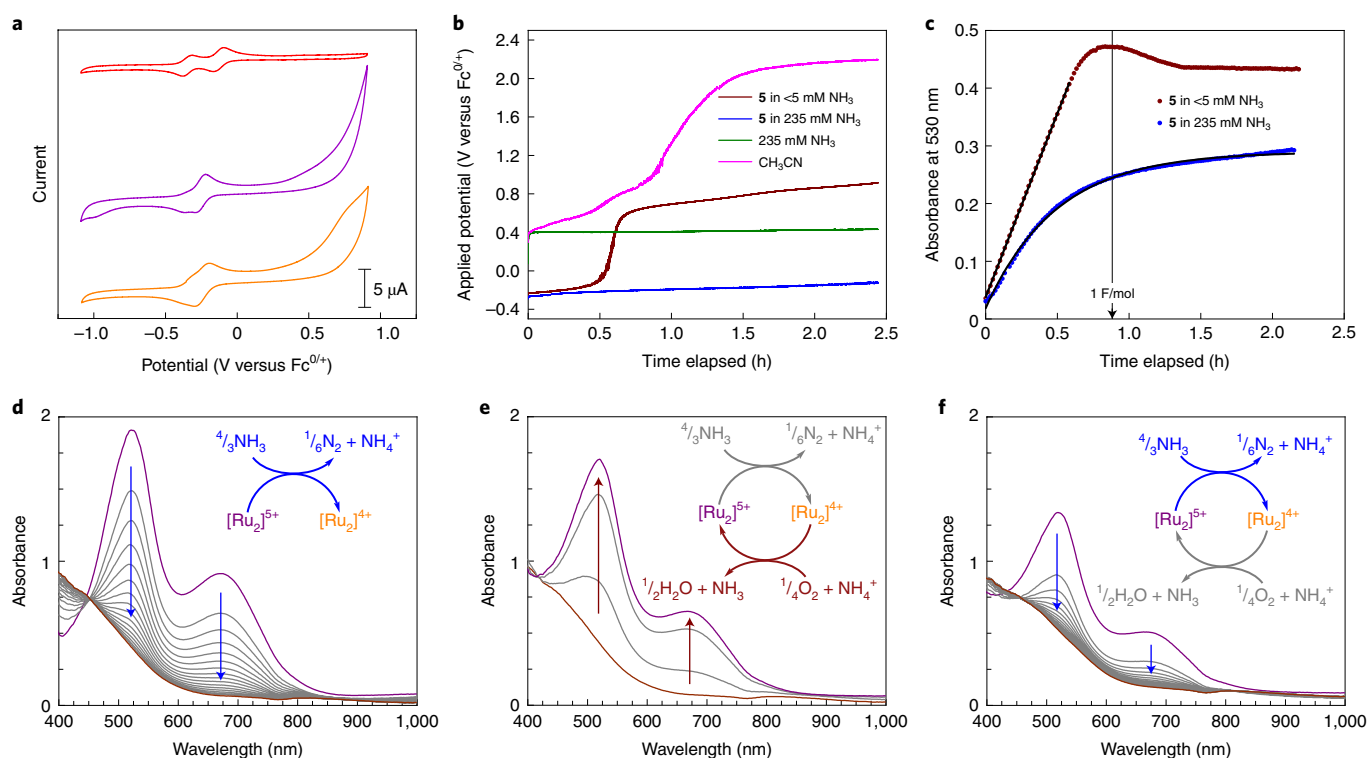 a
Current
5 μA
−1.0
−0.5
0
0.5
1.0
Potential (V versus Fc⁰ᐟ⁺)
b
Applied potential (V versus Fc⁰ᐟ⁺)
2.4
2.0
1.6
1.2
0.8
0.4
0.0
−0.4
5 in <5 mM NH₃
5 in 235 mM NH₃
235 mM NH₃
CH₃CN
0
0.5
1.0
1.5
2.0
2.5
Time elapsed (h)
c
Absorbance at 530 nm
0.5
0.4
0.3
0.2
0.1
0
5 in <5 mM NH₃
5 in 235 mM NH₃
1 F/mol
0
0.5
1.0
1.5
2.0
2.5
Time elapsed (h)
d
Absorbance
2
1
0
⁴/₃NH₃
¹/₆N₂ + NH₄⁺
[Ru₂]⁵⁺
[Ru₂]⁴⁺
400
500
600
700
800
900
1,000
Wavelength (nm)
e
Absorbance
2
1
0
⁴/₃NH₃
¹/₆N₂ + NH₄⁺
[Ru₂]⁵⁺
[Ru₂]⁴⁺
¹/₂H₂O + NH₃
¹/₄O₂ + NH₄⁺
400
500
600
700
800
900
1,000
Wavelength (nm)
f
Absorbance
2
1
0
⁴/₃NH₃
¹/₆N₂ + NH₄⁺
[Ru₂]⁵⁺
[Ru₂]⁴⁺
¹/₂H₂O + NH₃
¹/₄O₂ + NH₄⁺
400
500
600
700
800
900
1,000
Wavelength (nm)